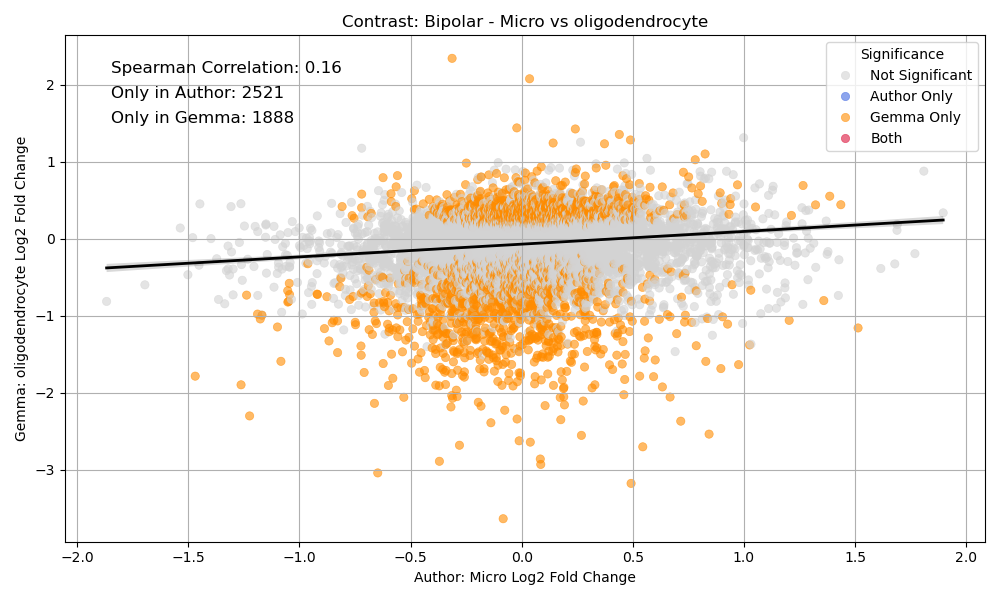 Contrast: Bipolar - Micro vs oligodendrocyte
Spearman Correlation: 0.16
Only in Author: 2521
Only in Gemma: 1888
Significance
Not Significant
Author Only
Gemma Only
Both
Gemma: oligodendrocyte Log2 Fold Change
2
1
0
−1
−2
−3
−2.0 −1.5 −1.0 −0.5 0.0 0.5 1.0 1.5 2.0
Author: Micro Log2 Fold Change